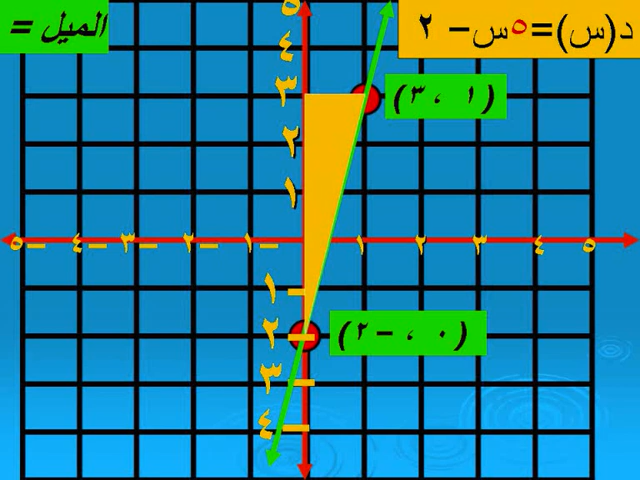 د(س)=٥س– ٢
الميل =
٥
٤
٣
(١ ، ٣)
٢
١
–٥ –٤ –٣ –٢ –١ ١ ٢ ٣ ٤ ٥
١–
٢–
(٠ ، –٢)
٣–
٤–